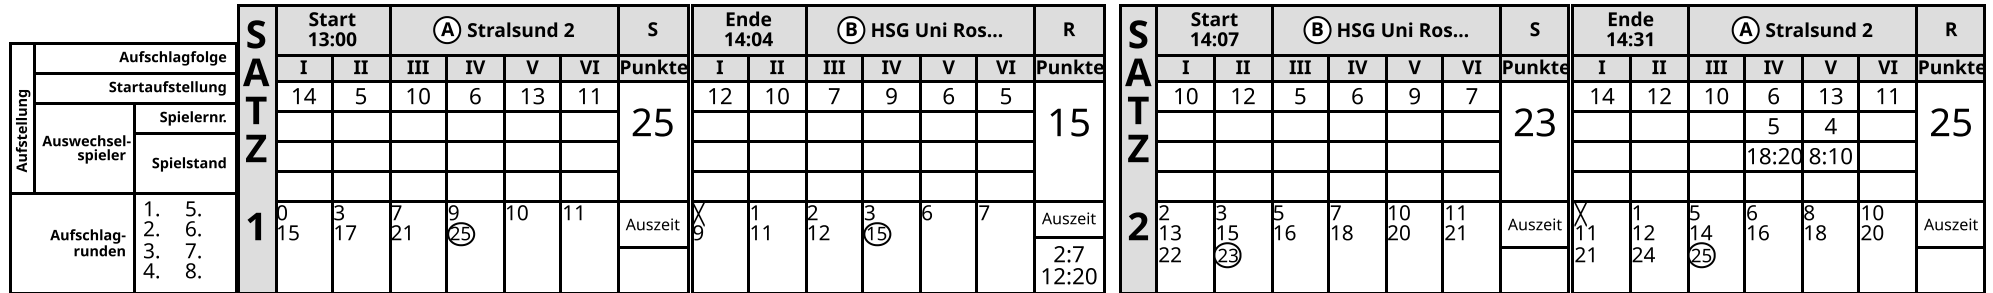 Aufstellung
Aufschlagfolge
Startaufstellung
Auswechsel-
spieler
Spielernr.
Spielstand
Aufschlag-
runden
1. 5.
2. 6.
3. 7.
4. 8.
SATZ
1
Start
13:00
A Stralsund 2
S
I II III IV V VI Punkte
14 5 10 6 13 11
25
0 3 7 9 10 11
15 17 21 25
Auszeit
Ende
14:04
B HSG Uni Ros...
R
I II III IV V VI Punkte
12 10 7 9 6 5
15
X 1 2 3 6 7
9 11 12 15
Auszeit
2:7
12:20
SATZ
2
Start
14:07
B HSG Uni Ros...
S
I II III IV V VI Punkte
10 12 5 6 9 7
23
2 3 5 7 10 11
13 15 16 18 20 21
22 23
Auszeit
Ende
14:31
A Stralsund 2
R
I II III IV V VI Punkte
14 12 10 6 13 11
5 4
18:20 8:10
25
X 1 5 6 8 10
11 12 14 16 18 20
21 24 25
Auszeit